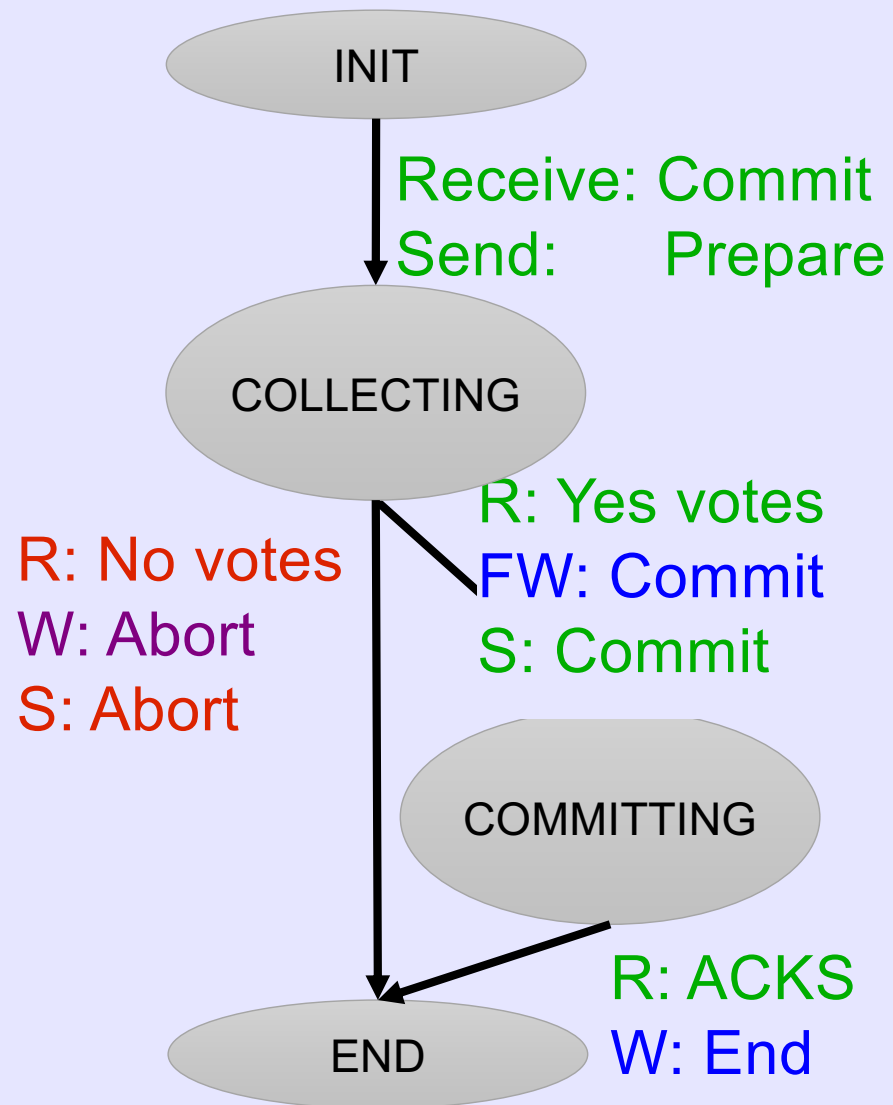 INIT
Receive: Commit
Send: Prepare
COLLECTING
R: Yes votes
FW: Commit
S: Commit
R: No votes
W: Abort
S: Abort
COMMITTING
R: ACKS
W: End
END